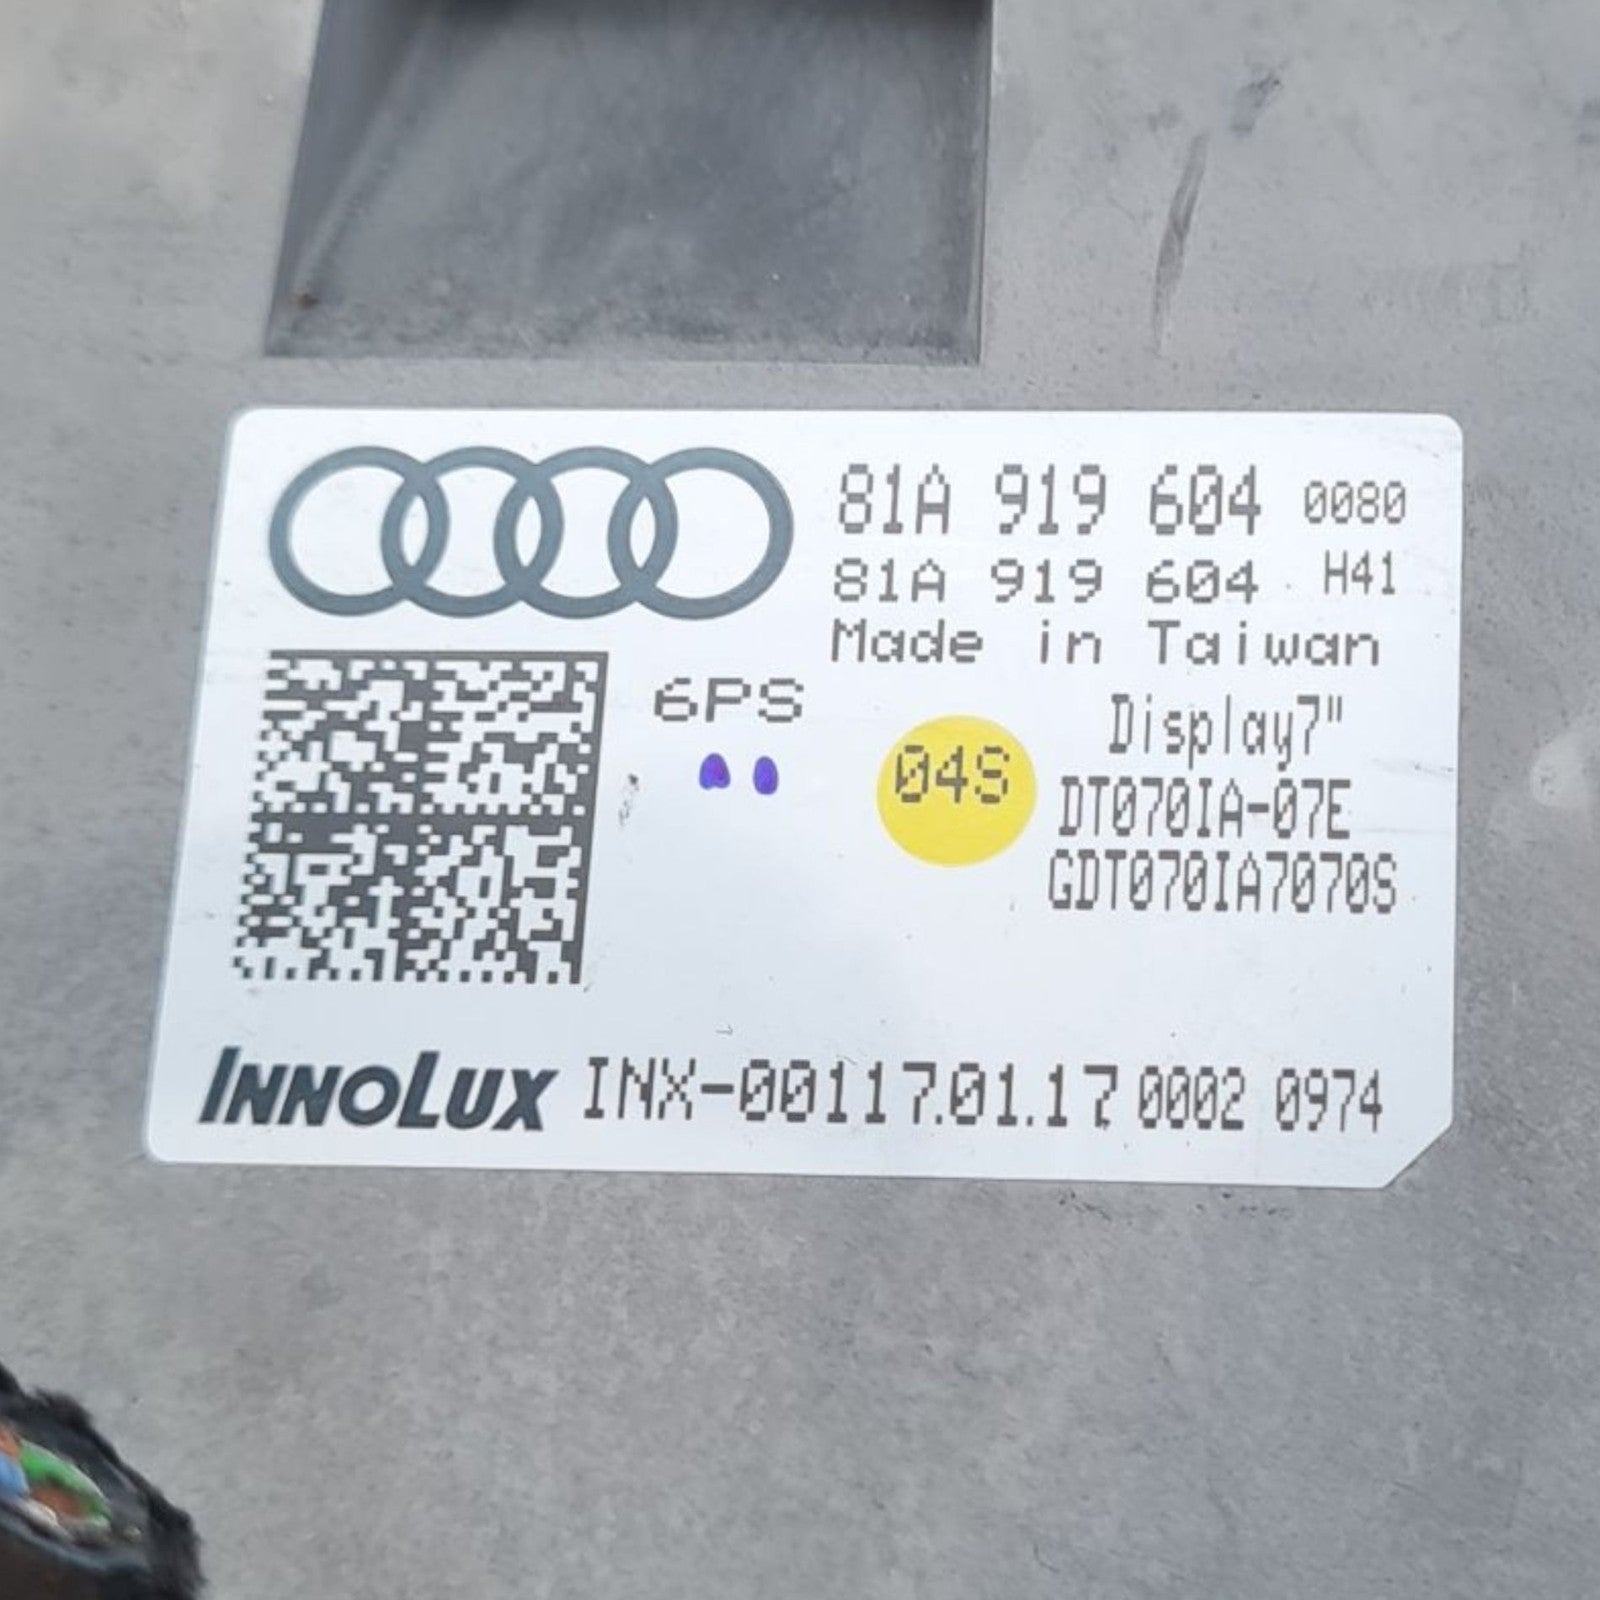 81A 919 604 0080
81A 919 604 H41
Made in Taiwan
6PS
Display7"
04S
DT070IA-07E
GDT070IA7070S
INNOLUX INX-00117.01.17 0002 0974